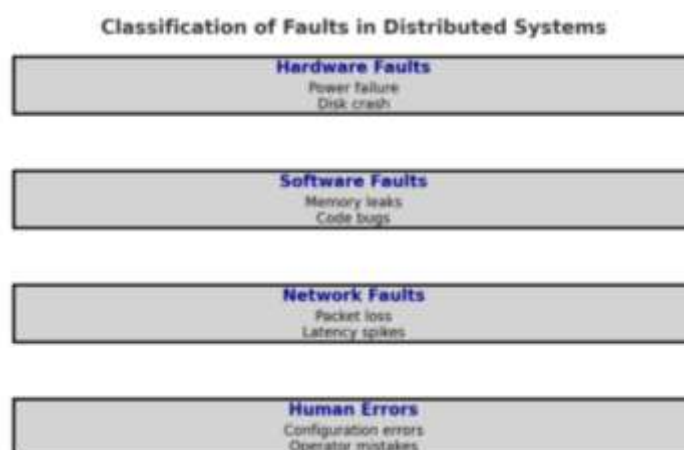 Classification of Faults in Distributed Systems
Hardware Faults
Power failure
Disk crash
Software Faults
Memory leaks
Code bugs
Network Faults
Packet loss
Latency spikes
Human Errors
Configuration errors
Operator mistakes